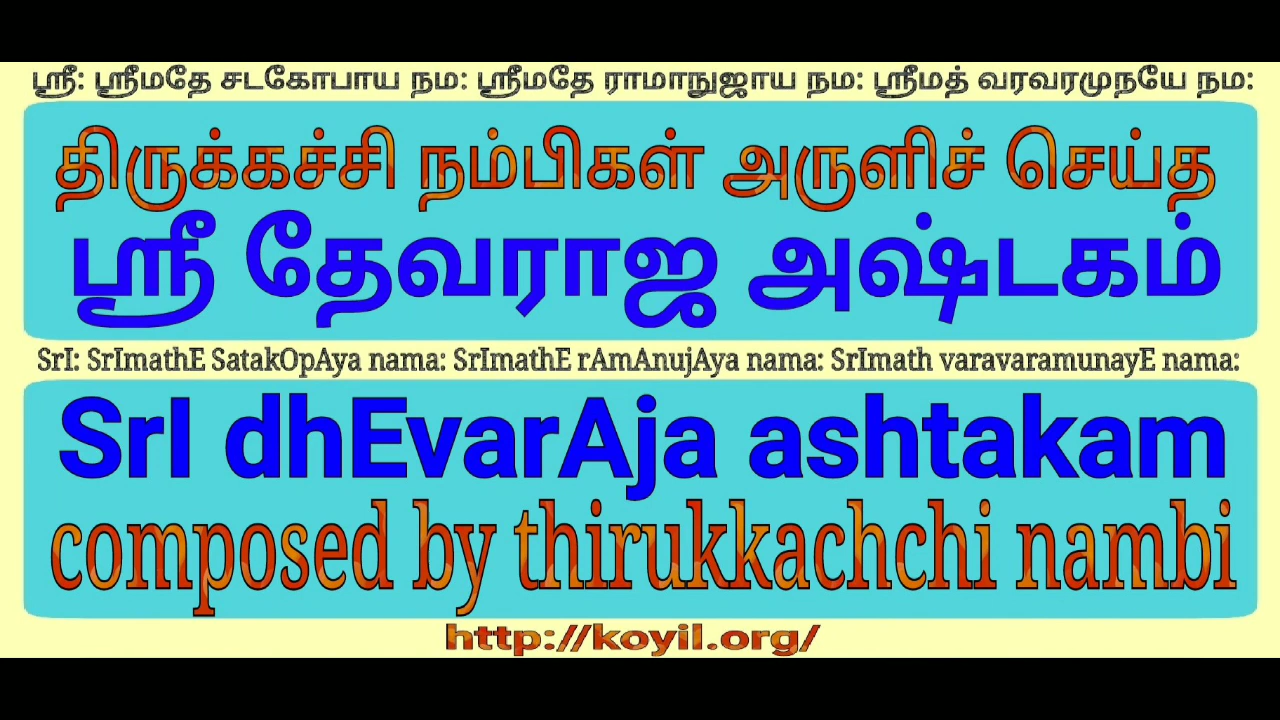 ஸ்ரீ: ஸ்ரீமதே சடகோபாய நம: ஸ்ரீமதே ராமாநுஜாய நம: ஸ்ரீமத் வரவரமுநயே நம:
திருக்கச்சி நம்பிகள் அருளிச் செய்த
ஸ்ரீ தேவராஜ அஷ்டகம்
SrI: SrImathE SatakOpAya nama: SrImathE rAmAnujAya nama: SrImath varavaramunayE nama:
SrI dhEvarAja ashtakam
composed by thirukkachchi nambi
http://koyil.org/